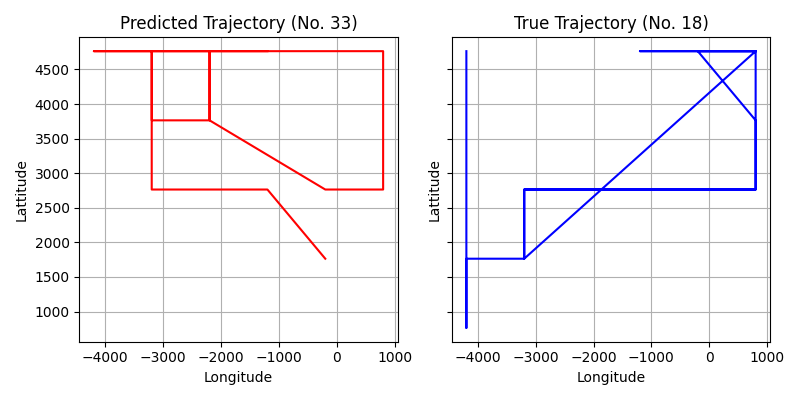 Predicted Trajectory (No. 33)
True Trajectory (No. 18)
Lattitude
4500
4000
3500
3000
2500
2000
1500
1000
−4000 −3000 −2000 −1000 0 1000
Longitude
Lattitude
−4000 −3000 −2000 −1000 0 1000
Longitude